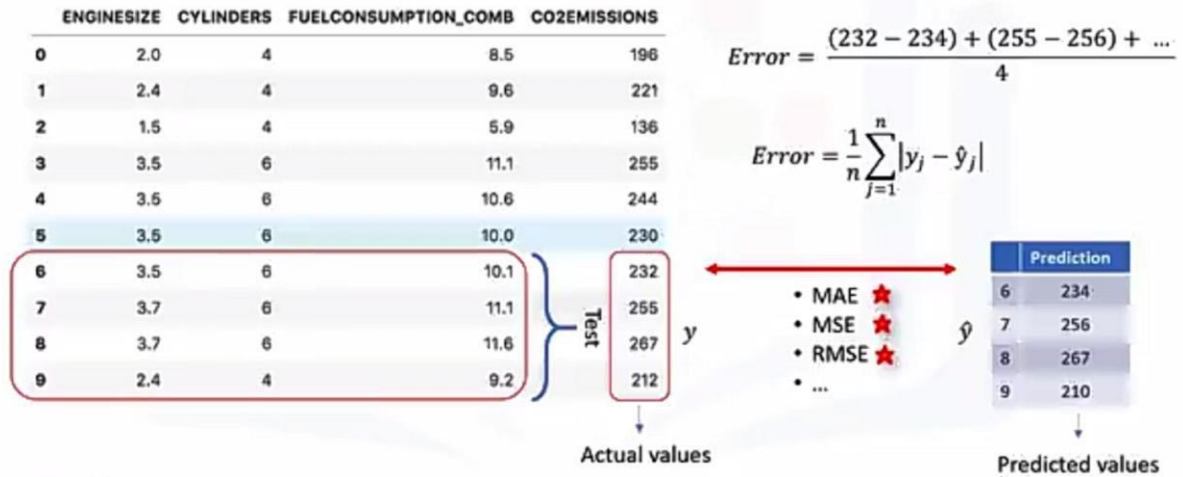 ENGINESIZE CYLINDERS FUELCONSUMPTION_COMB CO2EMISSIONS
0 2.0 4 8.5 196
1 2.4 4 9.6 221
2 1.5 4 5.9 136
3 3.5 6 11.1 255
4 3.5 6 10.6 244
5 3.5 6 10.0 230
6 3.5 6 10.1 232
7 3.7 6 11.1 255
8 3.7 6 11.6 267
9 2.4 4 9.2 212
Test
y
Actual values
Error = (232 − 234) + (255 − 256) + ... / 4
Error = 1/n ∑ⁿⱼ₌₁ |yⱼ − ŷⱼ|
• MAE
• MSE
• RMSE
• ...
ŷ
Prediction
6 234
7 256
8 267
9 210
Predicted values